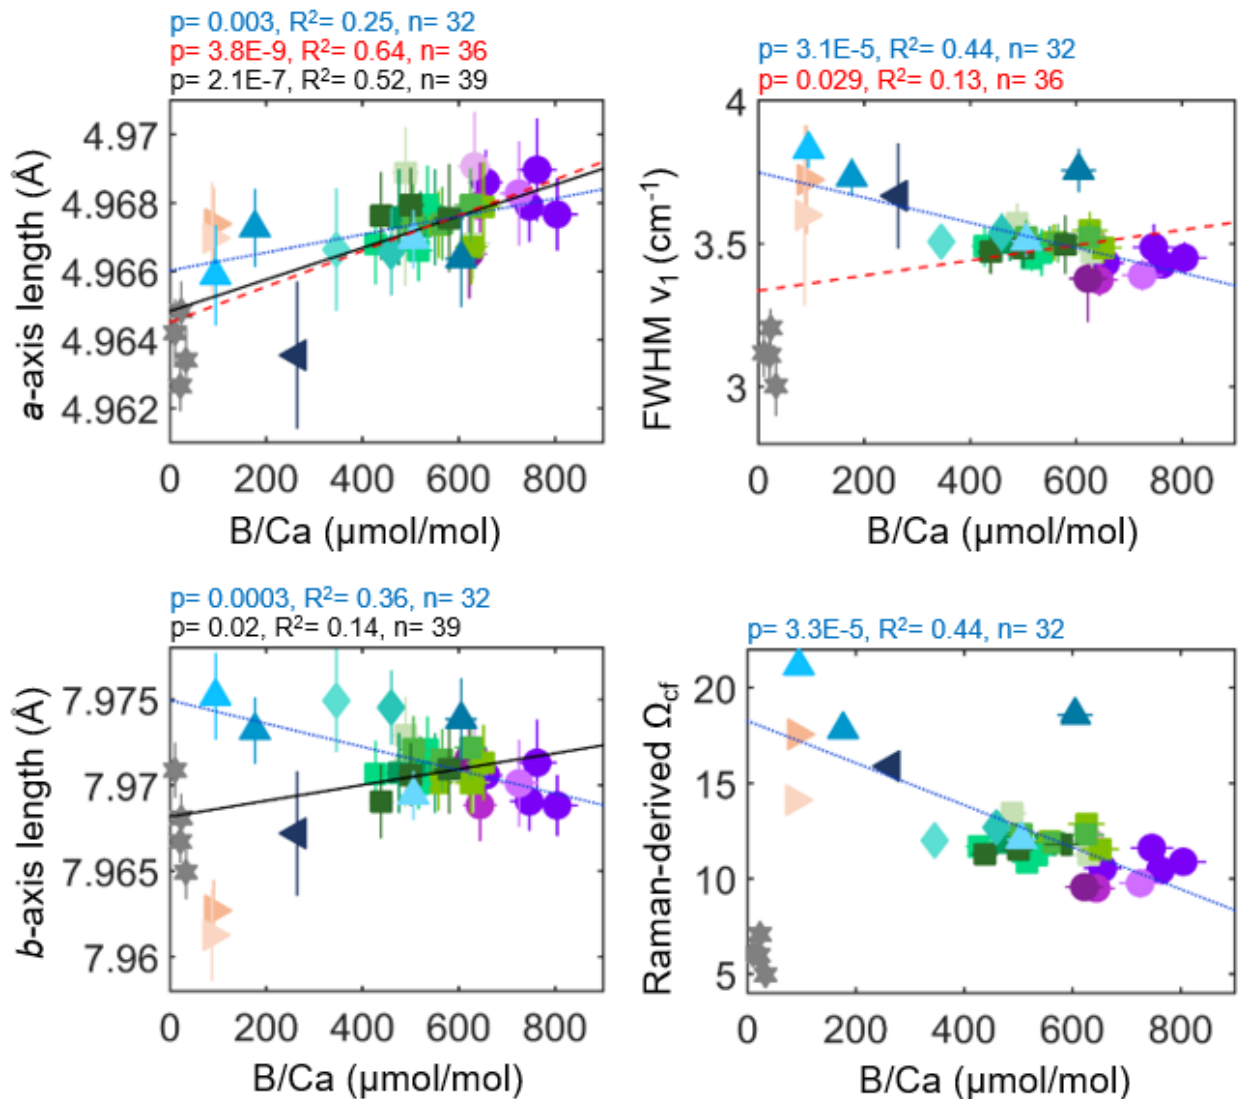 p= 0.003, R²= 0.25, n= 32
p= 3.8E-9, R²= 0.64, n= 36
p= 2.1E-7, R²= 0.52, n= 39
4.97
4.968
4.966
4.964
4.962
a-axis length (Å)
0 200 400 600 800
B/Ca (µmol/mol)
p= 3.1E-5, R²= 0.44, n= 32
p= 0.029, R²= 0.13, n= 36
4
3.5
3
FWHM v₁ (cm⁻¹)
0 200 400 600 800
B/Ca (µmol/mol)
p= 0.0003, R²= 0.36, n= 32
p= 0.02, R²= 0.14, n= 39
7.975
7.97
7.965
7.96
b-axis length (Å)
0 200 400 600 800
B/Ca (µmol/mol)
p= 3.3E-5, R²= 0.44, n= 32
20
15
10
5
Raman-derived Ωcf
0 200 400 600 800
B/Ca (µmol/mol)